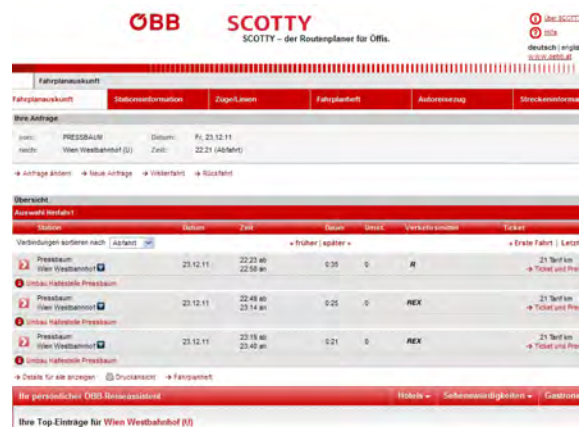 ÖBB
SCOTTY
SCOTTY – der Routenplaner für Öffis.
über SCOTTY
Hilfe
deutsch | engli
www.oebb.at
Fahrplanauskunft
Fahrplanauskunft Stationsinformation Züge/Linien Fahrplanheft Autoreisezug Streckeninforma
Ihre Anfrage
von: PRESSBAUM Datum: Fr, 23.12.11
nach: Wien Westbahnhof (U) Zeit: 22:21 (Abfahrt)
Anfrage ändern Neue Anfrage Weiterfahrt Rückfahrt
Übersicht
Auswahl Hinfahrt
Station Datum Zeit Dauer Umst. Verkehrsmittel Ticket
Verbindungen sortieren nach Abfahrt « früher | später » « Erste Fahrt | Letzt
Pressbaum 23.12.11 22:23 ab 0:35 0 R 21 Tarif km
Wien Westbahnhof 22:58 an Ticket und Pre
Umbau Haltestelle Pressbaum
Pressbaum 23.12.11 22:49 ab 0:25 0 REX 21 Tarif km
Wien Westbahnhof 23:14 an Ticket und Pre
Umbau Haltestelle Pressbaum
Pressbaum 23.12.11 23:19 ab 0:21 0 REX 21 Tarif km
Wien Westbahnhof 23:40 an Ticket und Pre
Umbau Haltestelle Pressbaum
Details für alle anzeigen Druckansicht Fahrplanheft
Ihr persönlicher ÖBB-Reiseassistent Hotels Sehenswürdigkeiten Gastrono
Ihre Top-Einträge für Wien Westbahnhof (U)